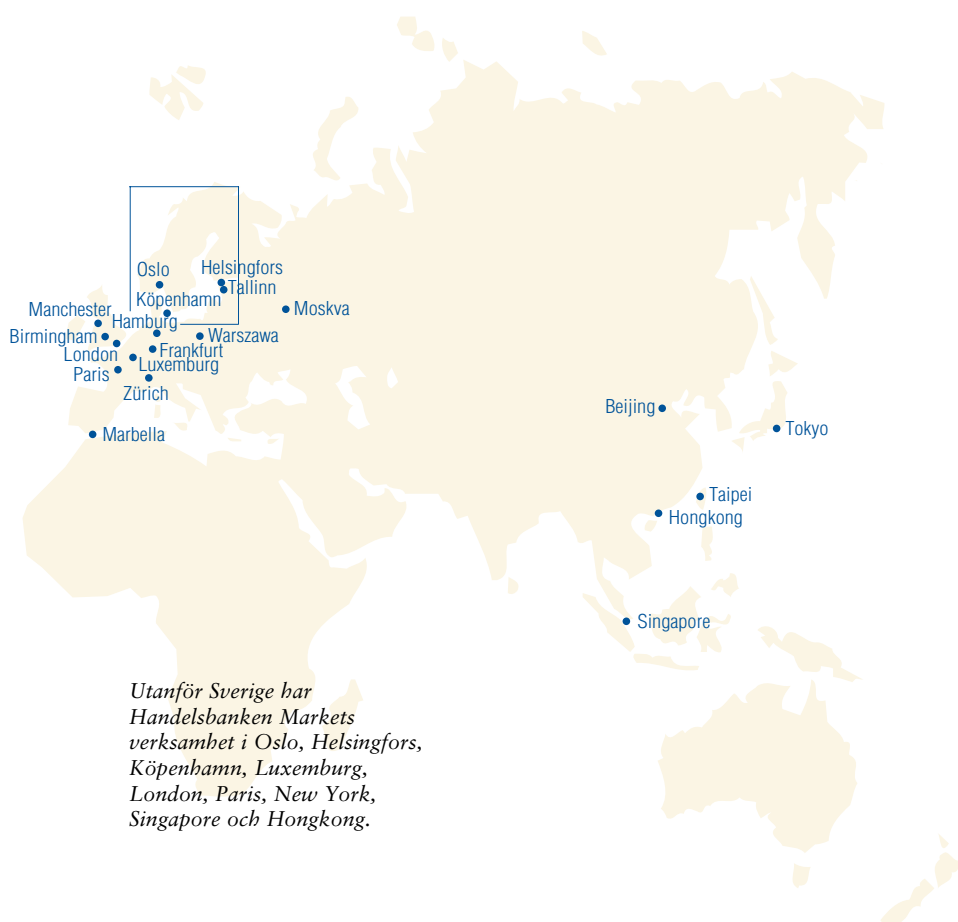 Oslo
Helsingfors
Tallinn
Köpenhamn
Manchester
Hamburg
Moskva
Birmingham
Warszawa
London
Frankfurt
Luxemburg
Paris
Zürich
Marbella
Beijing
Tokyo
Taipei
Hongkong
Singapore
Utanför Sverige har
Handelsbanken Markets
verksamhet i Oslo, Helsingfors,
Köpenhamn, Luxemburg,
London, Paris, New York,
Singapore och Hongkong.